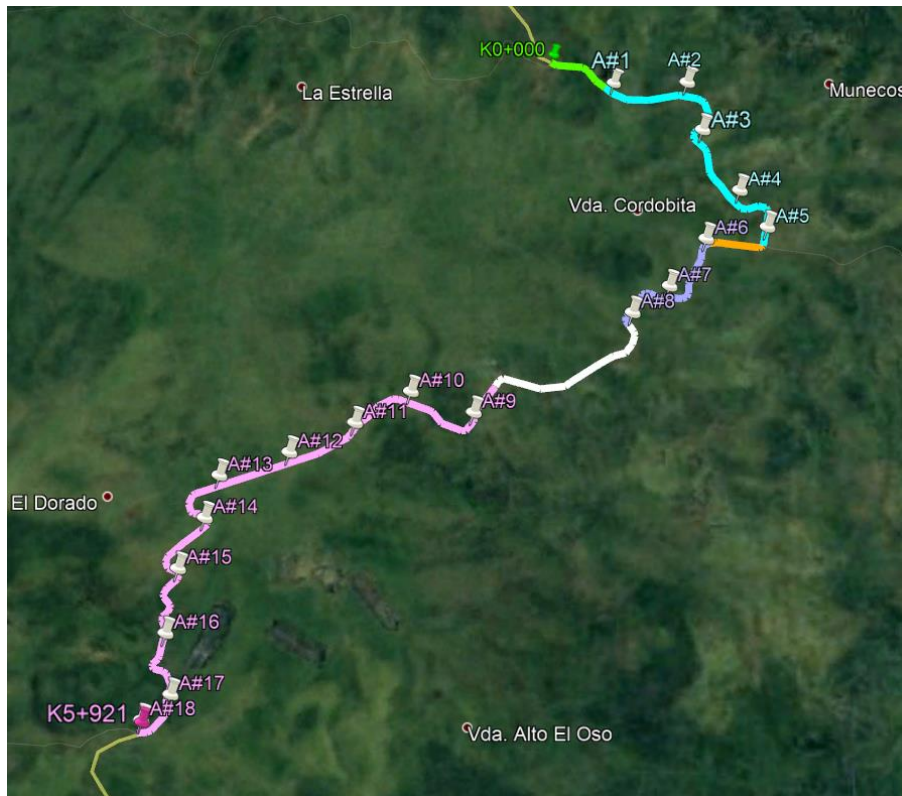 K0+000
A#1
A#2
La Estrella
Munecos
A#3
A#4
Vda. Cordobita
A#5
A#6
A#7
A#8
A#10
A#9
A#11
A#12
A#13
El Dorado
A#14
A#15
A#16
A#17
K5+921
A#18
Vda. Alto El Oso